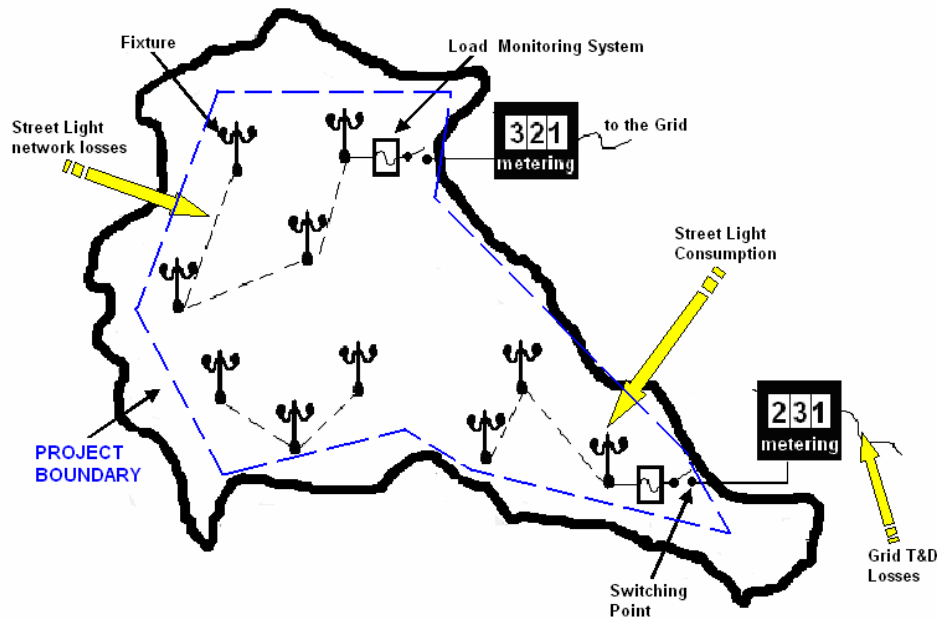 Fixture
Load Monitoring System
Street Light
network losses
321
metering
to the Grid
Street Light
Consumption
231
metering
PROJECT
BOUNDARY
Grid T&D
Losses
Switching
Point